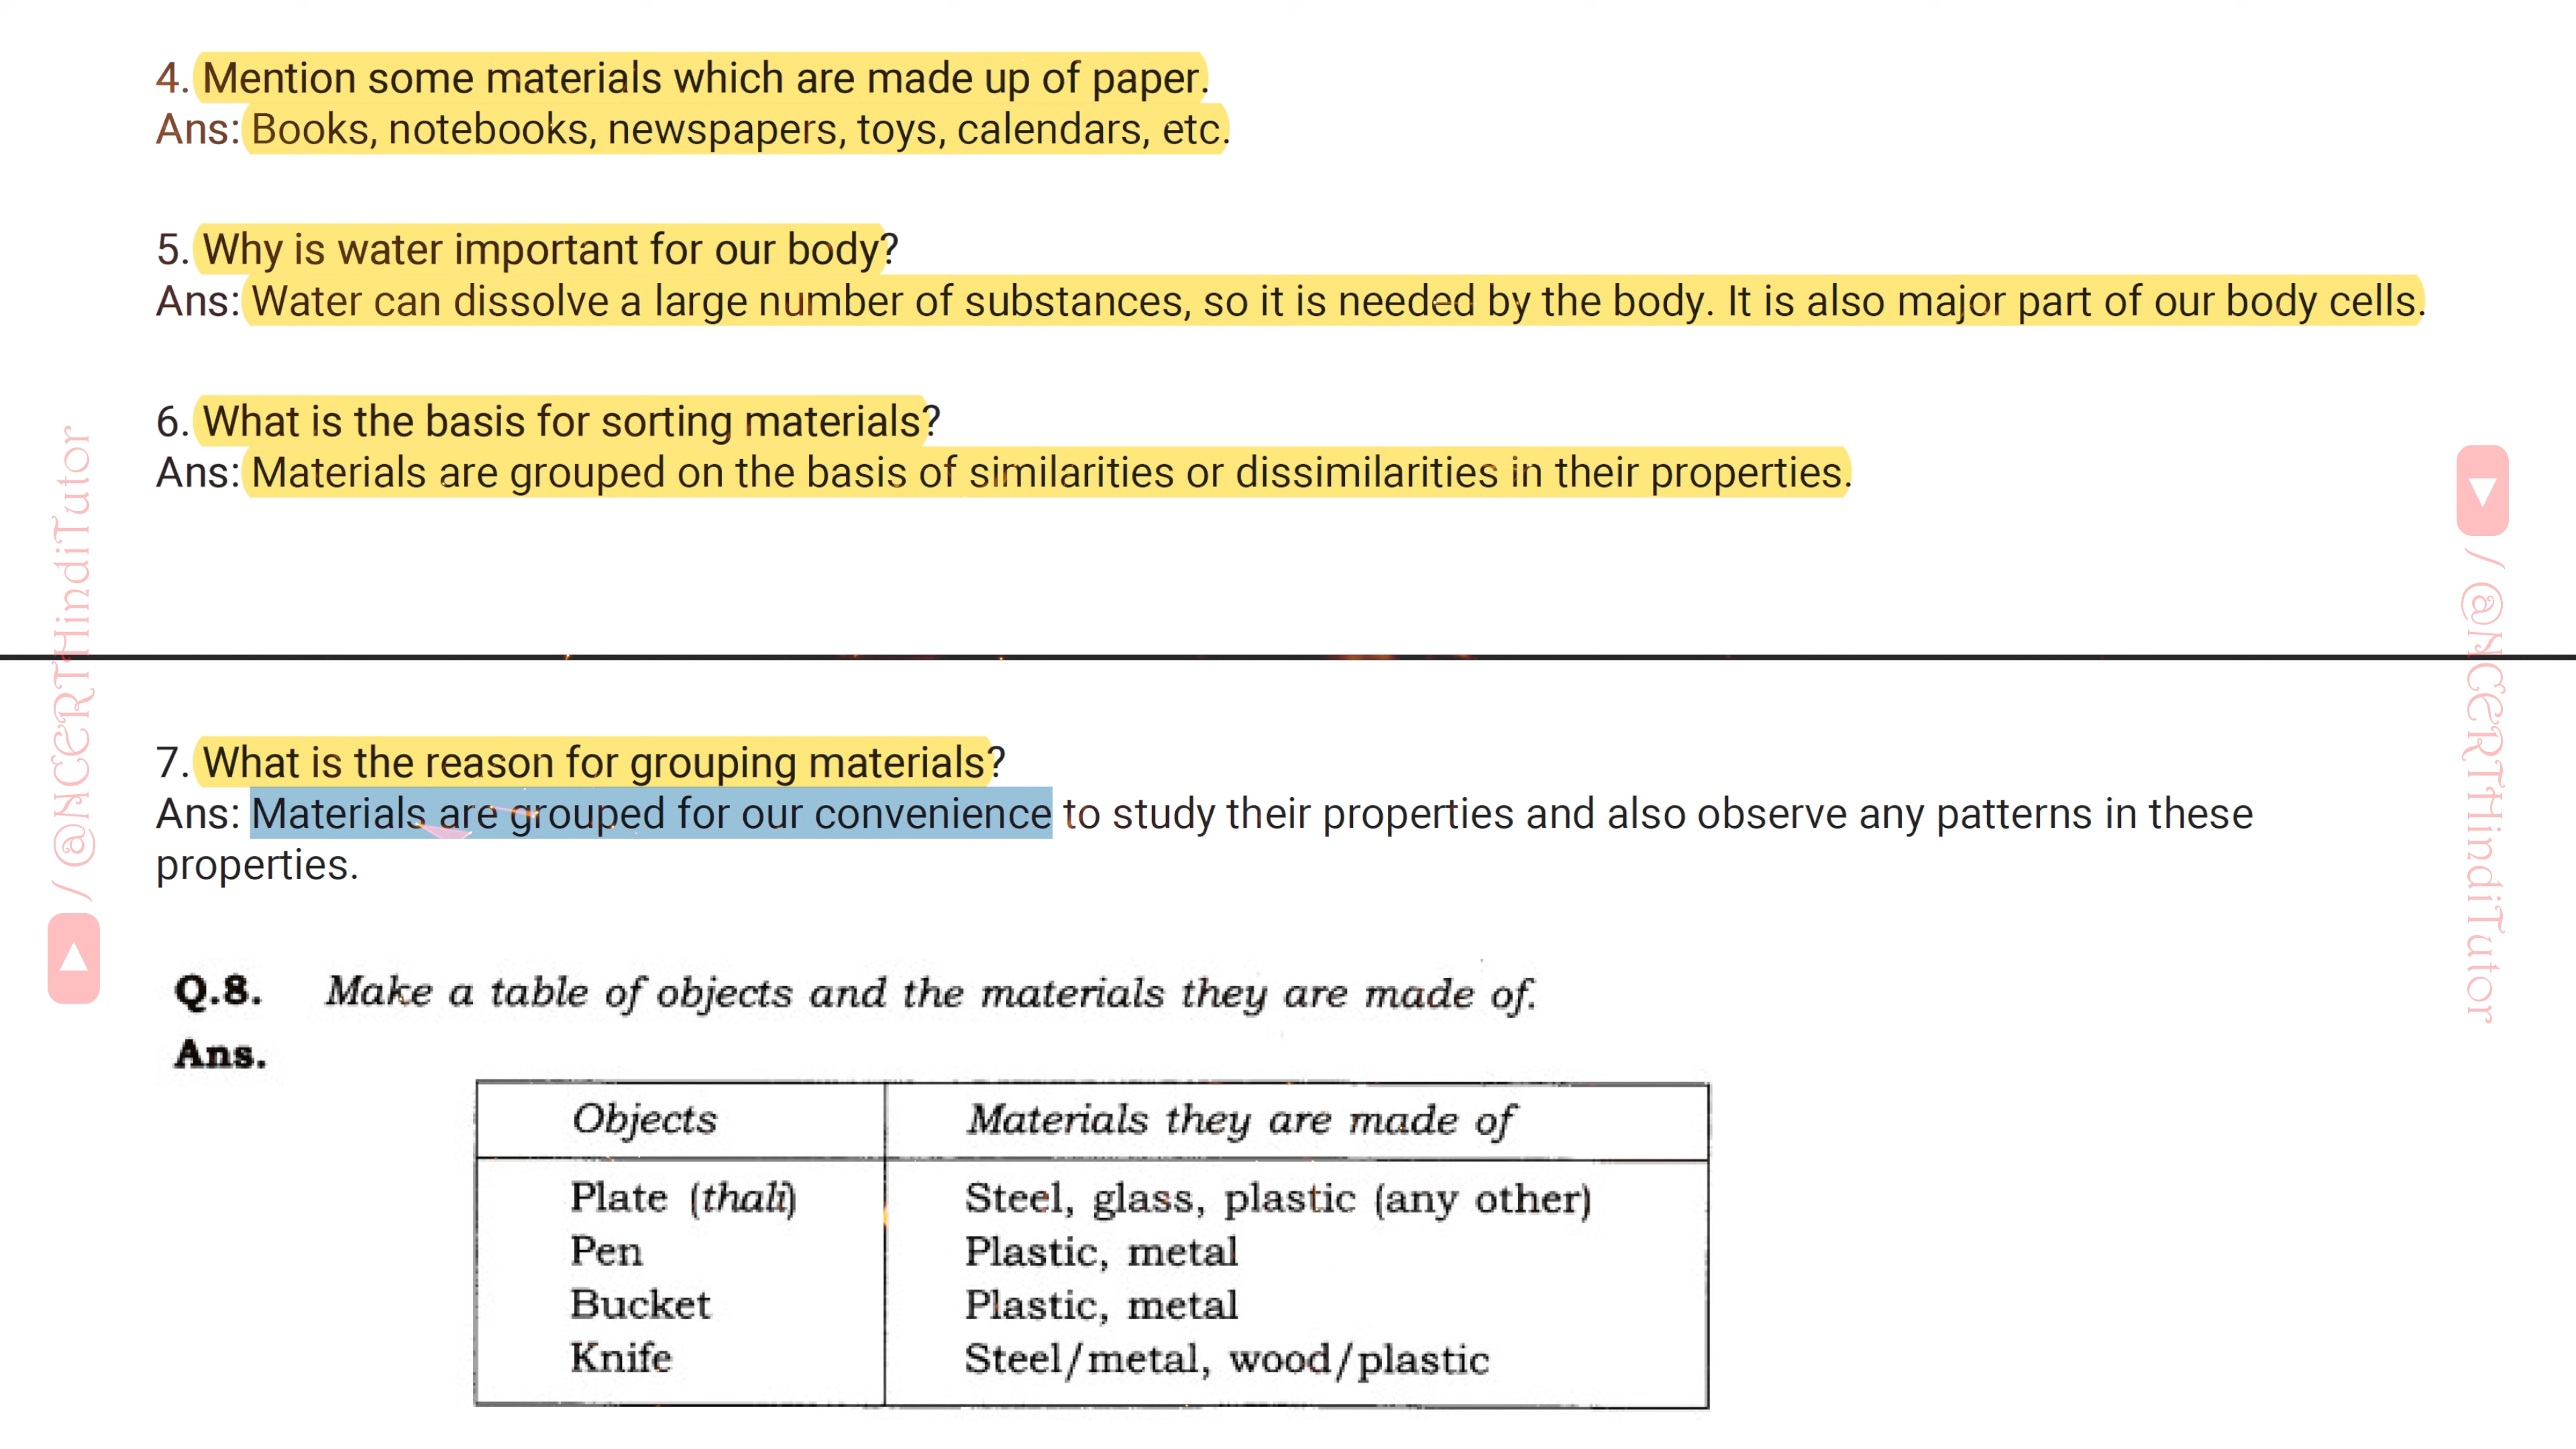 4. Mention some materials which are made up of paper.
Ans: Books, notebooks, newspapers, toys, calendars, etc.
5. Why is water important for our body?
Ans: Water can dissolve a large number of substances, so it is needed by the body. It is also major part of our body cells.
6. What is the basis for sorting materials?
Ans: Materials are grouped on the basis of similarities or dissimilarities in their properties.
7. What is the reason for grouping materials?
Ans: Materials are grouped for our convenience to study their properties and also observe any patterns in these
properties.
Q.8. Make a table of objects and the materials they are made of.
Ans.
Objects Materials they are made of
Plate (thali) Steel, glass, plastic (any other)
Pen Plastic, metal
Bucket Plastic, metal
Knife Steel/metal, wood/plastic
/ @NCERTHindiTutor
/ @NCERTHindiTutor